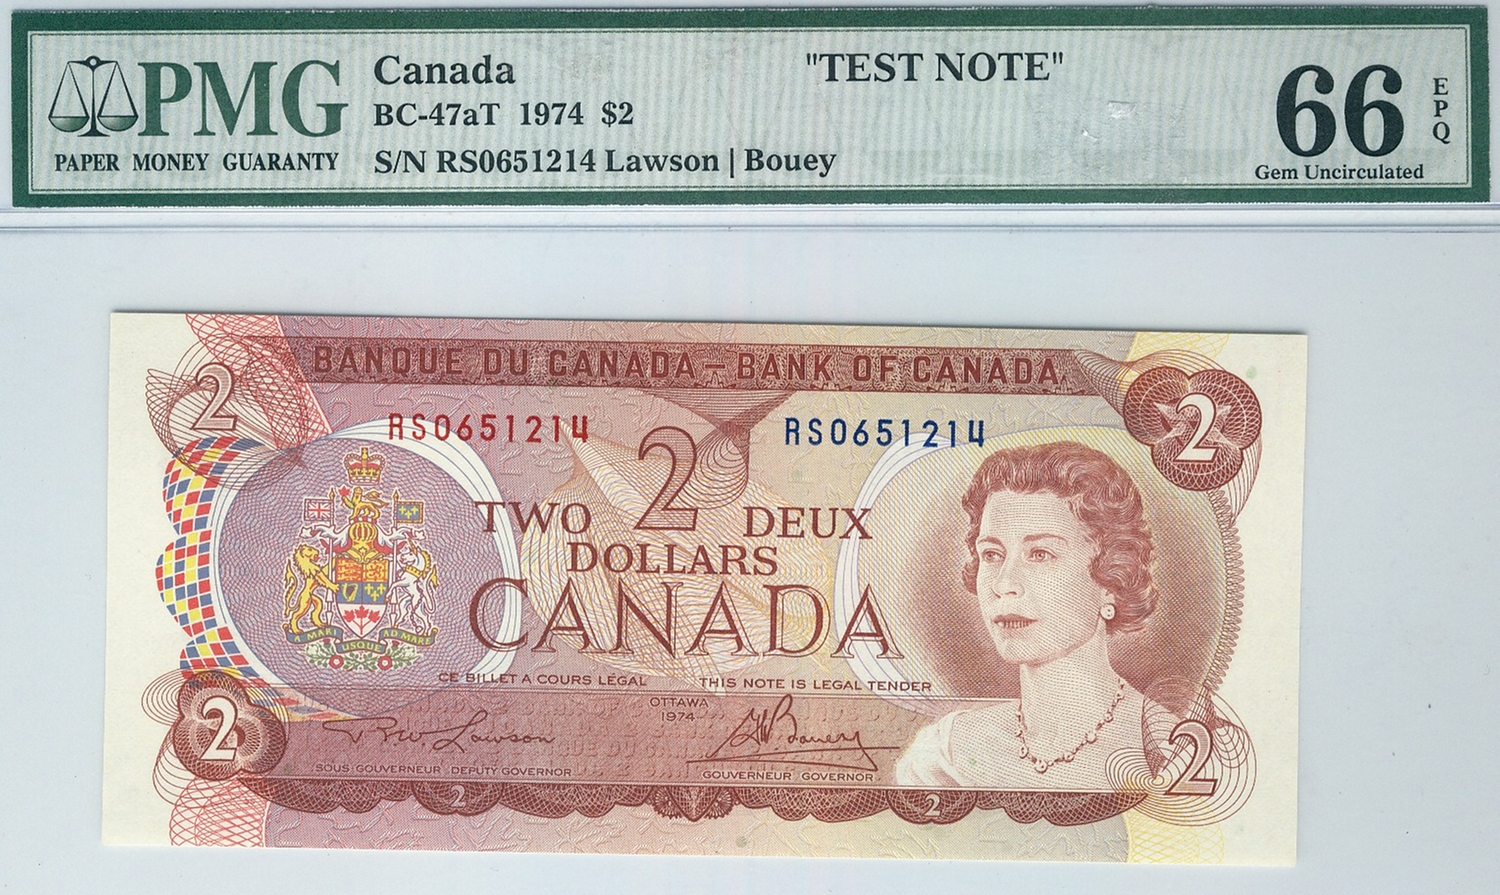 PMG
PAPER MONEY GUARANTY
Canada
BC-47aT 1974 $2
S/N RS0651214 Lawson | Bouey
"TEST NOTE"
66
EPQ
Gem Uncirculated
BANQUE DU CANADA – BANK OF CANADA
2
2
RS0651214
RS0651214
2
TWO DEUX
DOLLARS
CANADA
A MARI USQUE AD MARE
CE BILLET A COURS LÉGAL
THIS NOTE IS LEGAL TENDER
OTTAWA
1974
R.W. Lawson
G.K. Bouey
SOUS-GOUVERNEUR DEPUTY GOVERNOR
GOUVERNEUR GOVERNOR
2
2
2
2